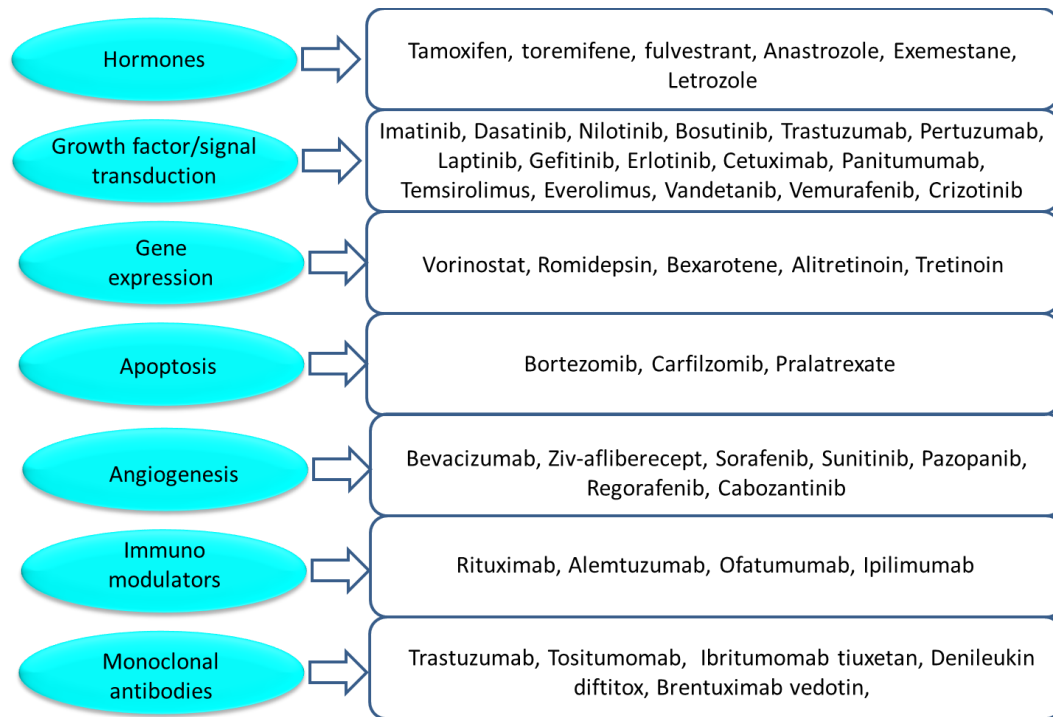 Hormones
Tamoxifen, toremifene, fulvestrant, Anastrozole, Exemestane,
Letrozole
Growth factor/signal
transduction
Imatinib, Dasatinib, Nilotinib, Bosutinib, Trastuzumab, Pertuzumab,
Laptinib, Gefitinib, Erlotinib, Cetuximab, Panitumumab,
Temsirolimus, Everolimus, Vandetanib, Vemurafenib, Crizotinib
Gene
expression
Vorinostat, Romidepsin, Bexarotene, Alitretinoin, Tretinoin
Apoptosis
Bortezomib, Carfilzomib, Pralatrexate
Angiogenesis
Bevacizumab, Ziv-afliberecept, Sorafenib, Sunitinib, Pazopanib,
Regorafenib, Cabozantinib
Immuno
modulators
Rituximab, Alemtuzumab, Ofatumumab, Ipilimumab
Monoclonal
antibodies
Trastuzumab, Tositumomab, Ibritumomab tiuxetan, Denileukin
diftitox, Brentuximab vedotin,